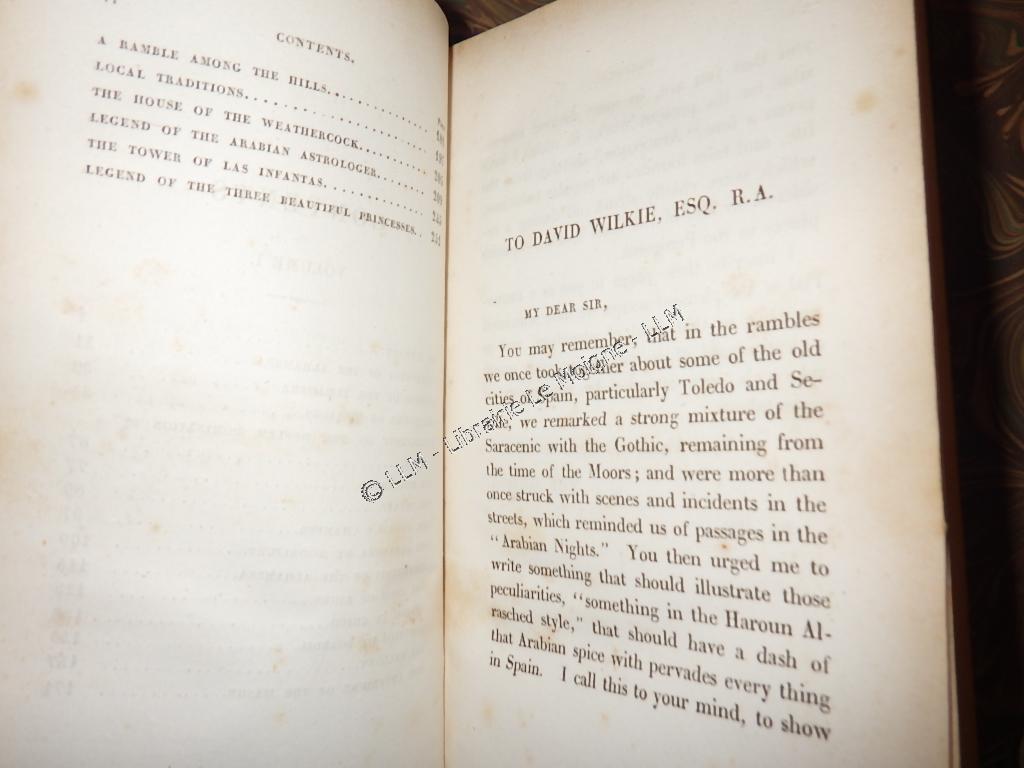 CONTENTS.
A RAMBLE AMONG THE HILLS
LOCAL TRADITIONS
THE HOUSE OF THE WEATHERCOCK
LEGEND OF THE ARABIAN ASTROLOGER
THE TOWER OF LAS INFANTAS
LEGEND OF THE THREE BEAUTIFUL PRINCESSES
TO DAVID WILKIE, ESQ. R.A.
MY DEAR SIR,
You may remember, that in the rambles
we once took together about some of the old
cities of Spain, particularly Toledo and Se-
ville, we remarked a strong mixture of the
Saracenic with the Gothic, remaining from
the time of the Moors; and were more than
once struck with scenes and incidents in the
streets, which reminded us of passages in the
"Arabian Nights." You then urged me to
write something that should illustrate those
peculiarities, "something in the Haroun Al-
rasched style," that should have a dash of
that Arabian spice with pervades every thing
in Spain. I call this to your mind, to show
© LLM - Librairie Le Moigne - LLM